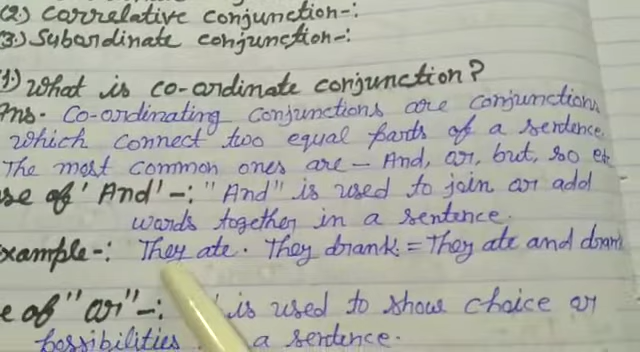 (2.) Correlative conjunction-:
3.) Subordinate conjunction-:
1) What is co-ordinate conjunction?
Ans- Co-ordinating conjunctions are conjunctions
which connect two equal parts of a sentence.
The most common ones are - And, or, but, so etc
use of 'And' -: "And" is used to join or add
words together in a sentence.
Example-: They ate. They drank = They ate and drank
e of "or" -: is used to show choice or
possibilities a sentence.